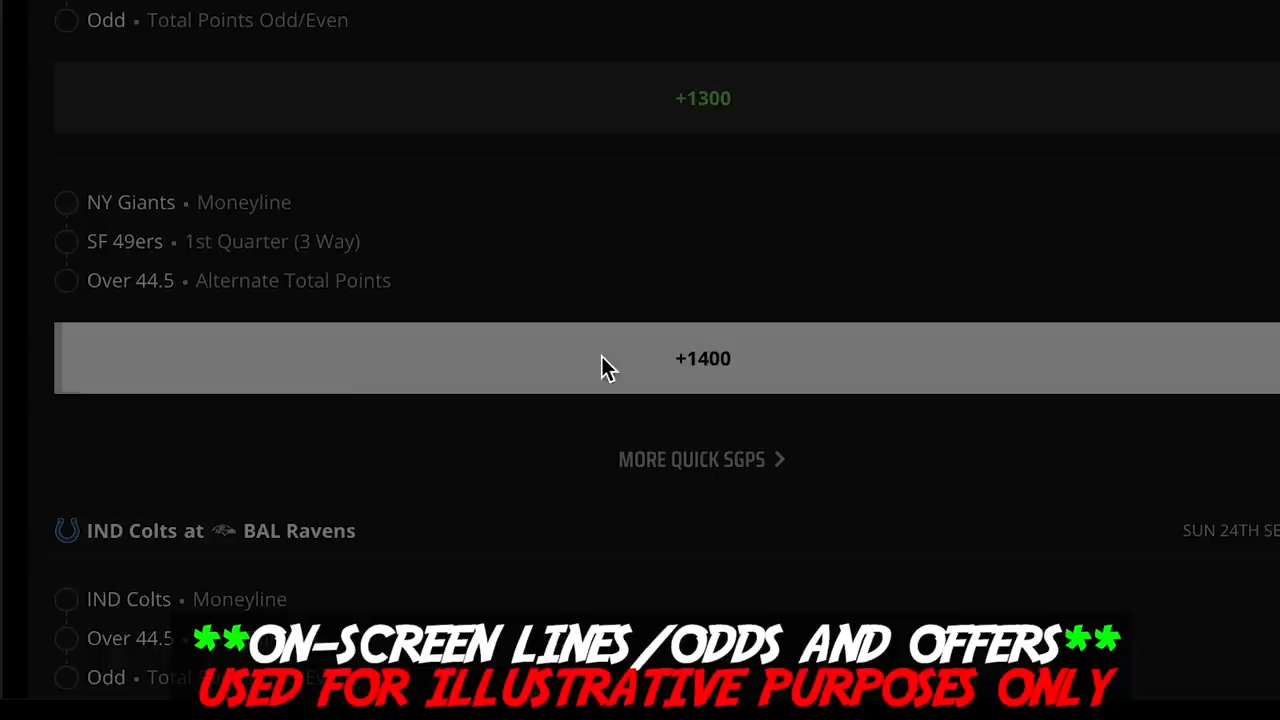 Odd • Total Points Odd/Even
+1300
NY Giants • Moneyline
SF 49ers • 1st Quarter (3 Way)
Over 44.5 • Alternate Total Points
+1400
MORE QUICK SGPS >
IND Colts at BAL Ravens
SUN 24TH SE
IND Colts • Moneyline
Over 44.5 •
Odd •
**ON-SCREEN LINES/ODDS AND OFFERS**
USED FOR ILLUSTRATIVE PURPOSES ONLY